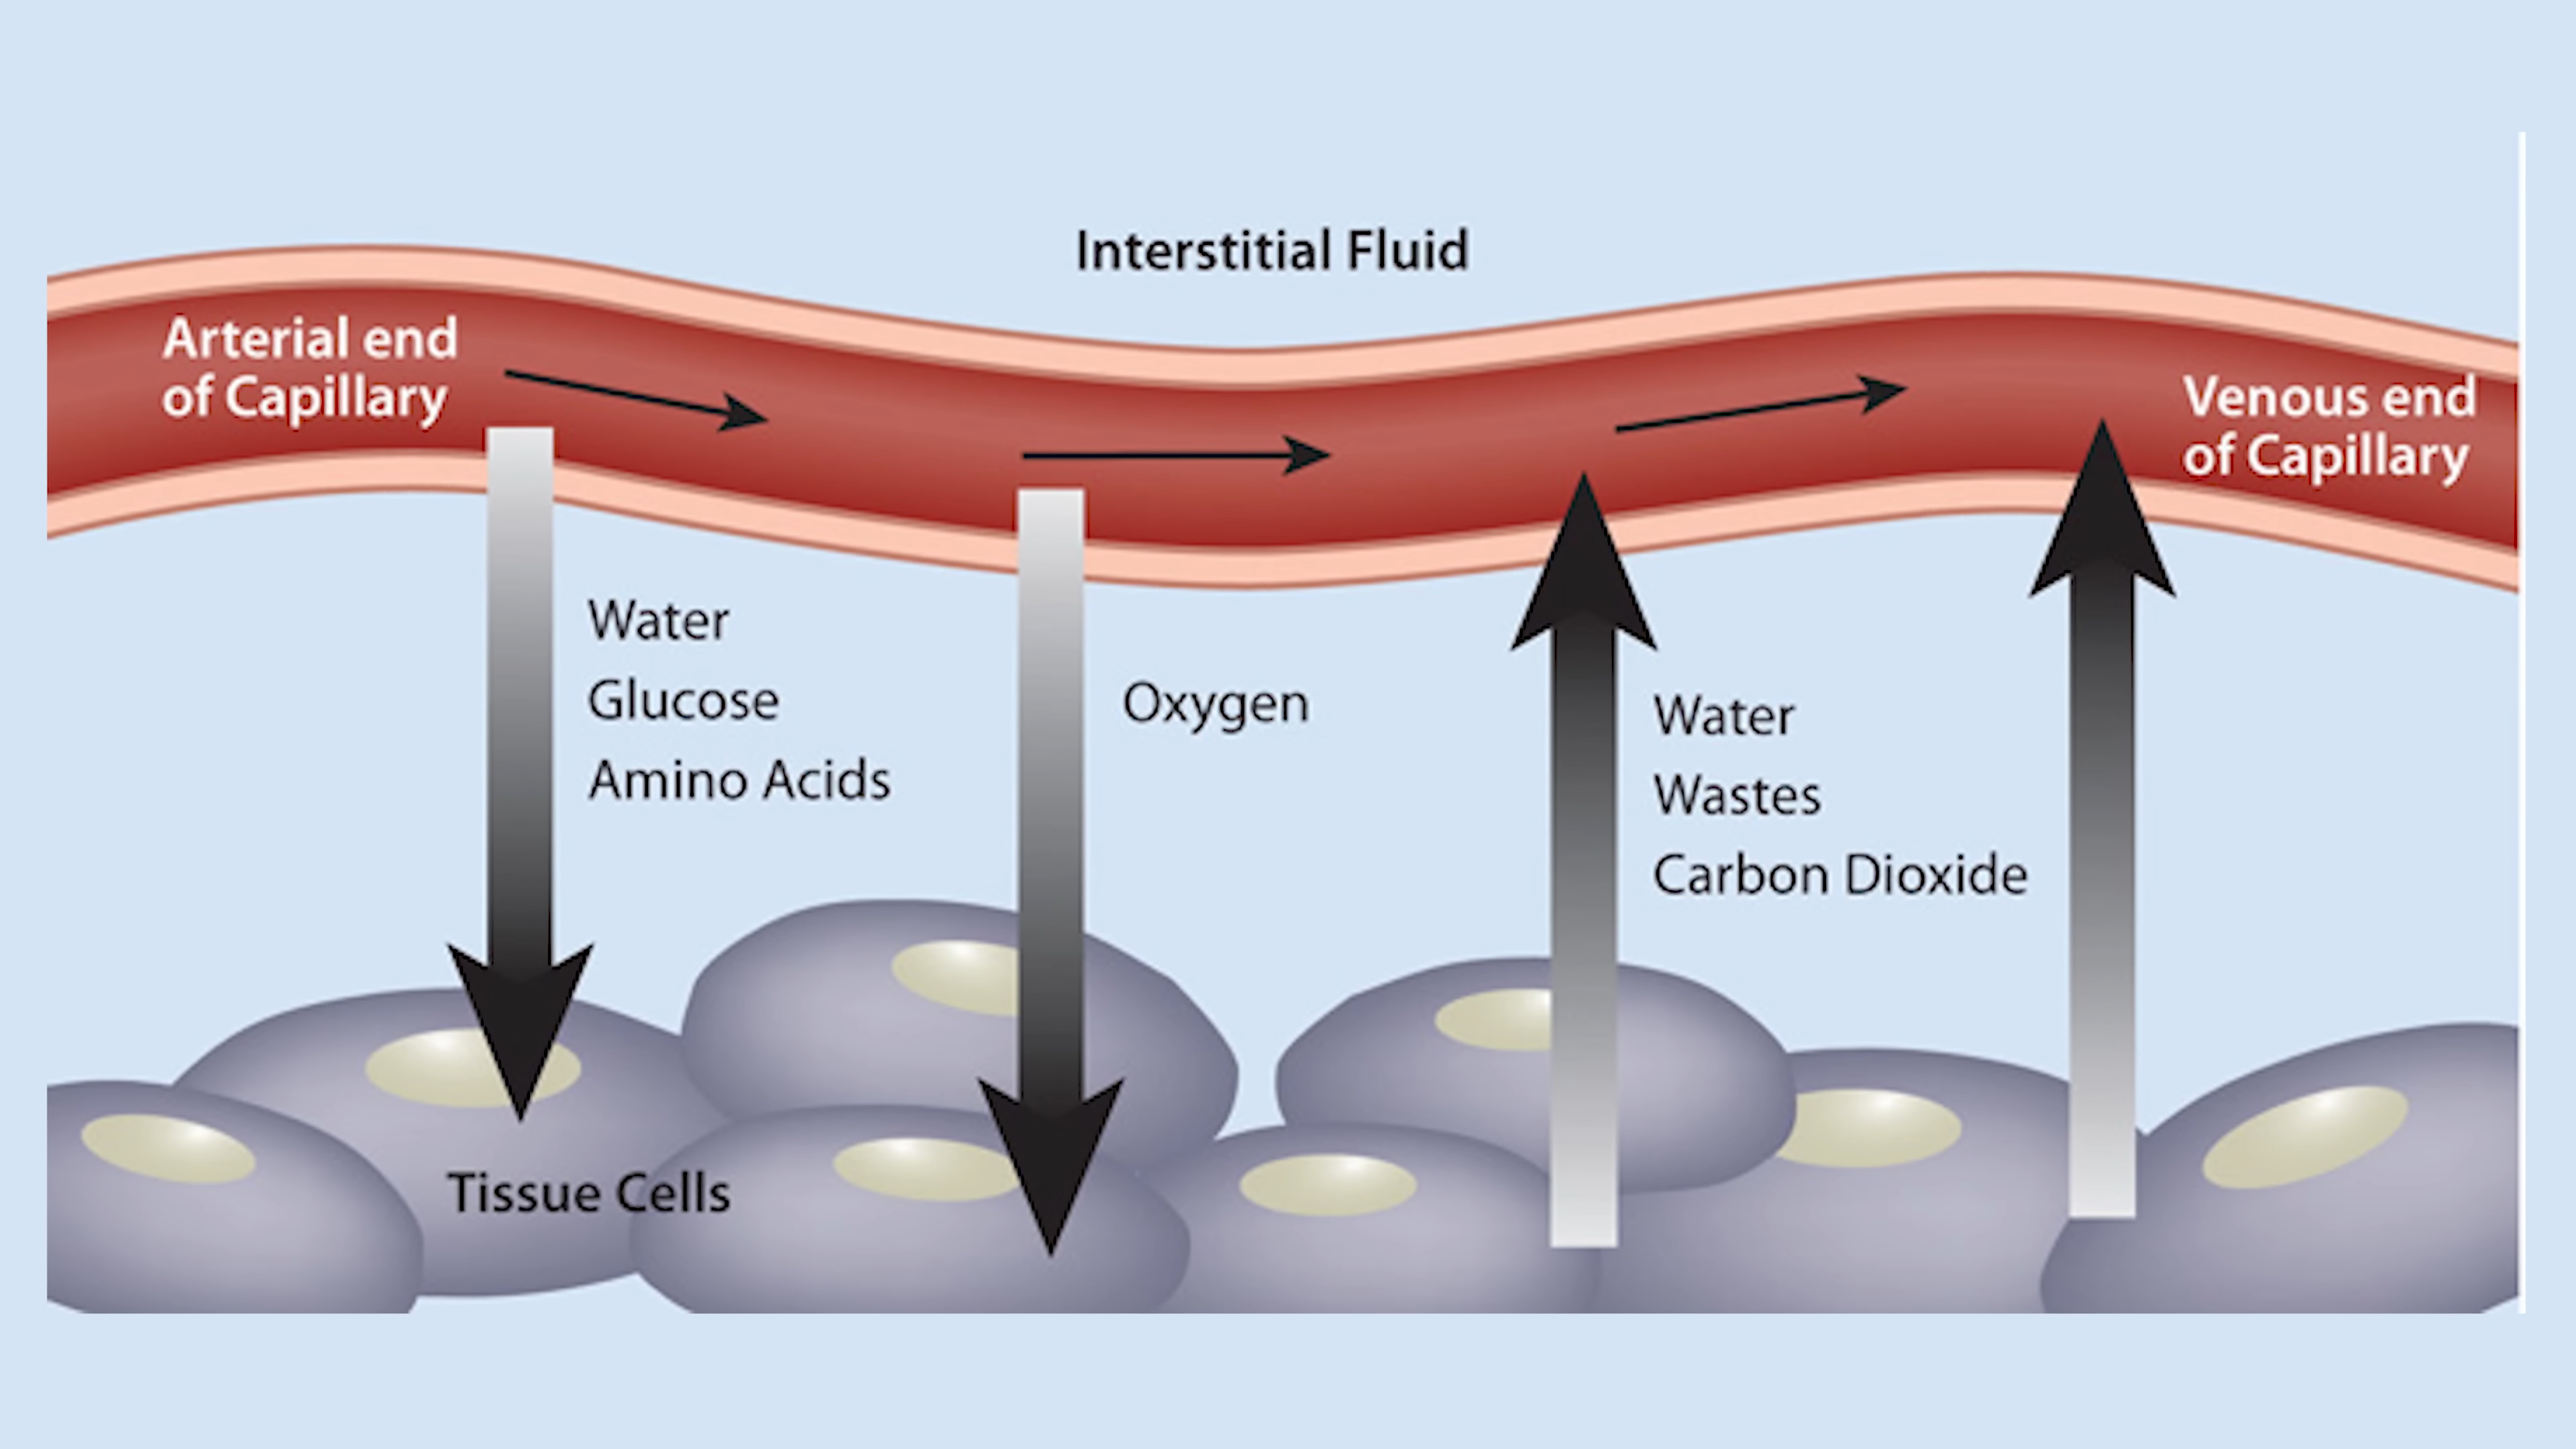 Interstitial Fluid
Arterial end
of Capillary
Venous end
of Capillary
Water
Glucose
Amino Acids
Oxygen
Water
Wastes
Carbon Dioxide
Tissue Cells